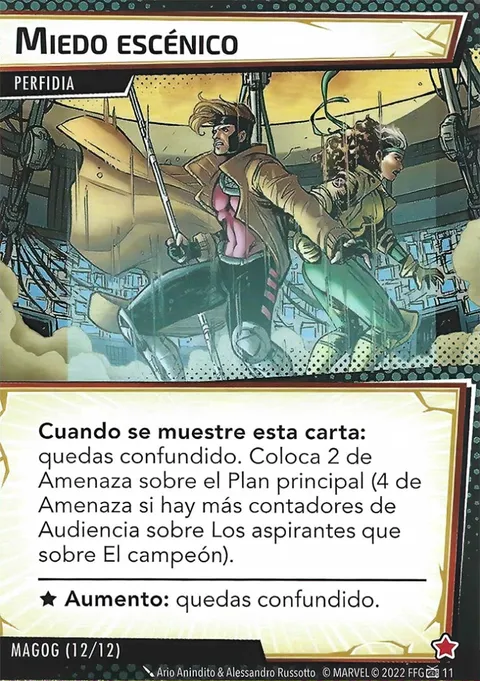 MIEDO ESCÉNICO
PERFIDIA
Cuando se muestre esta carta:
quedas confundido. Coloca 2 de
Amenaza sobre el Plan principal (4 de
Amenaza si hay más contadores de
Audiencia sobre Los aspirantes que
sobre El campeón).
★ Aumento: quedas confundido.
MAGOG (12/12)
Ario Anindito & Alessandro Russotto © MARVEL © 2022 FFG 11